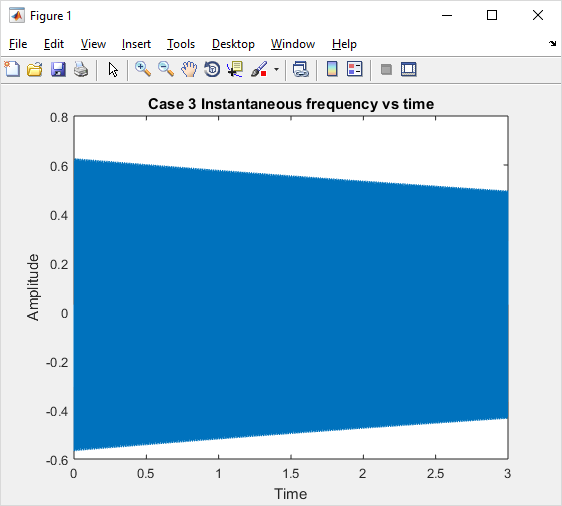 Figure 1
File Edit View Insert Tools Desktop Window Help
Case 3 Instantaneous frequency vs time
0.8
0.6
0.4
0.2
0
-0.2
-0.4
-0.6
Amplitude
0 0.5 1 1.5 2 2.5 3
Time